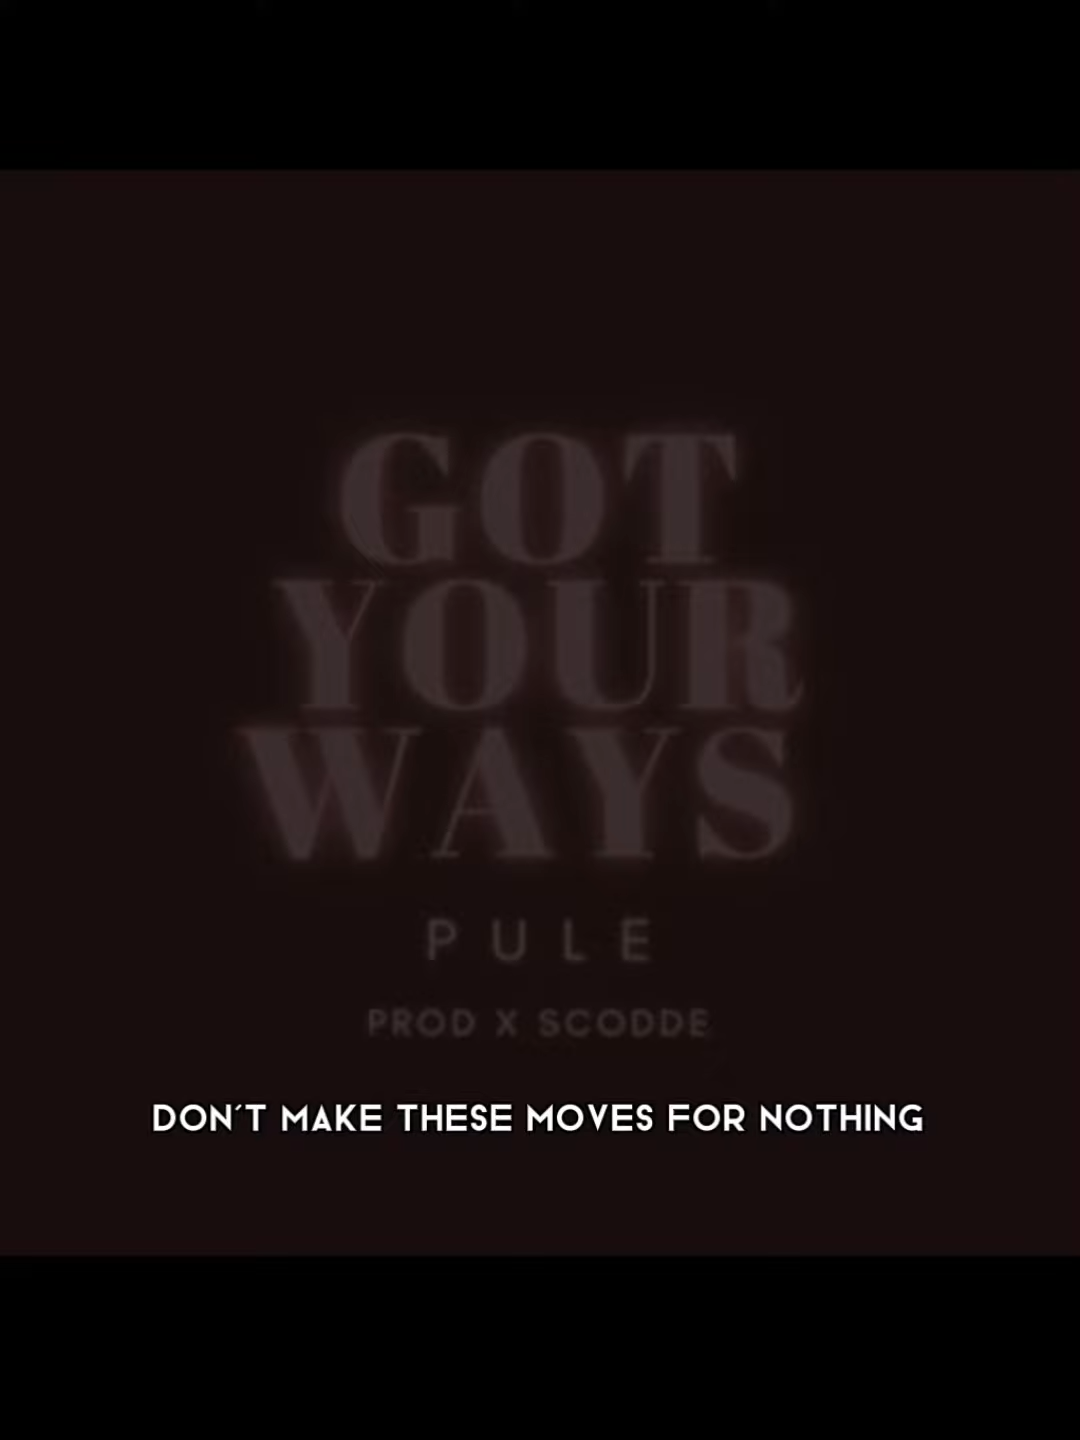 GOT
YOUR
WAYS
PULE
PROD X SCODDE
DON'T MAKE THESE MOVES FOR NOTHING